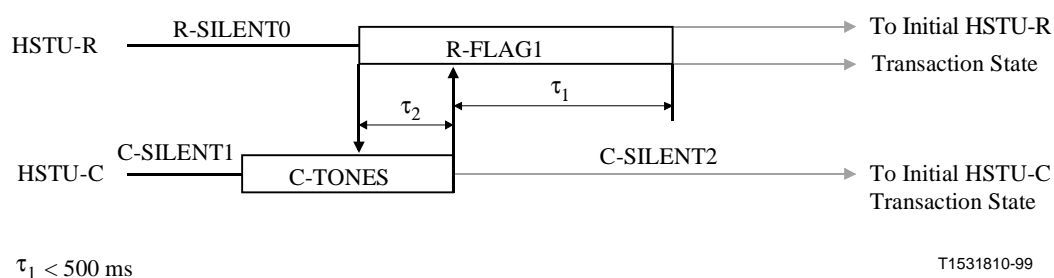 R-SILENT0
To Initial HSTU-R
HSTU-R
R-FLAG1
Transaction State
τ1
τ2
C-SILENT1
C-SILENT2
HSTU-C
C-TONES
To Initial HSTU-C
Transaction State
τ1 < 500 ms
T1531810-99